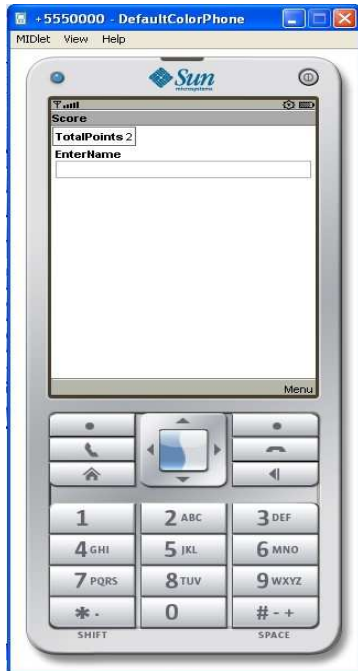 +5550000 - DefaultColorPhone
MIDlet View Help
Sun
microsystems
Score
TotalPoints 2
EnterName
Menu
1 2 ABC 3 DEF
4 GHI 5 JKL 6 MNO
7 PQRS 8 TUV 9 WXYZ
* . 0 # - +
SHIFT SPACE